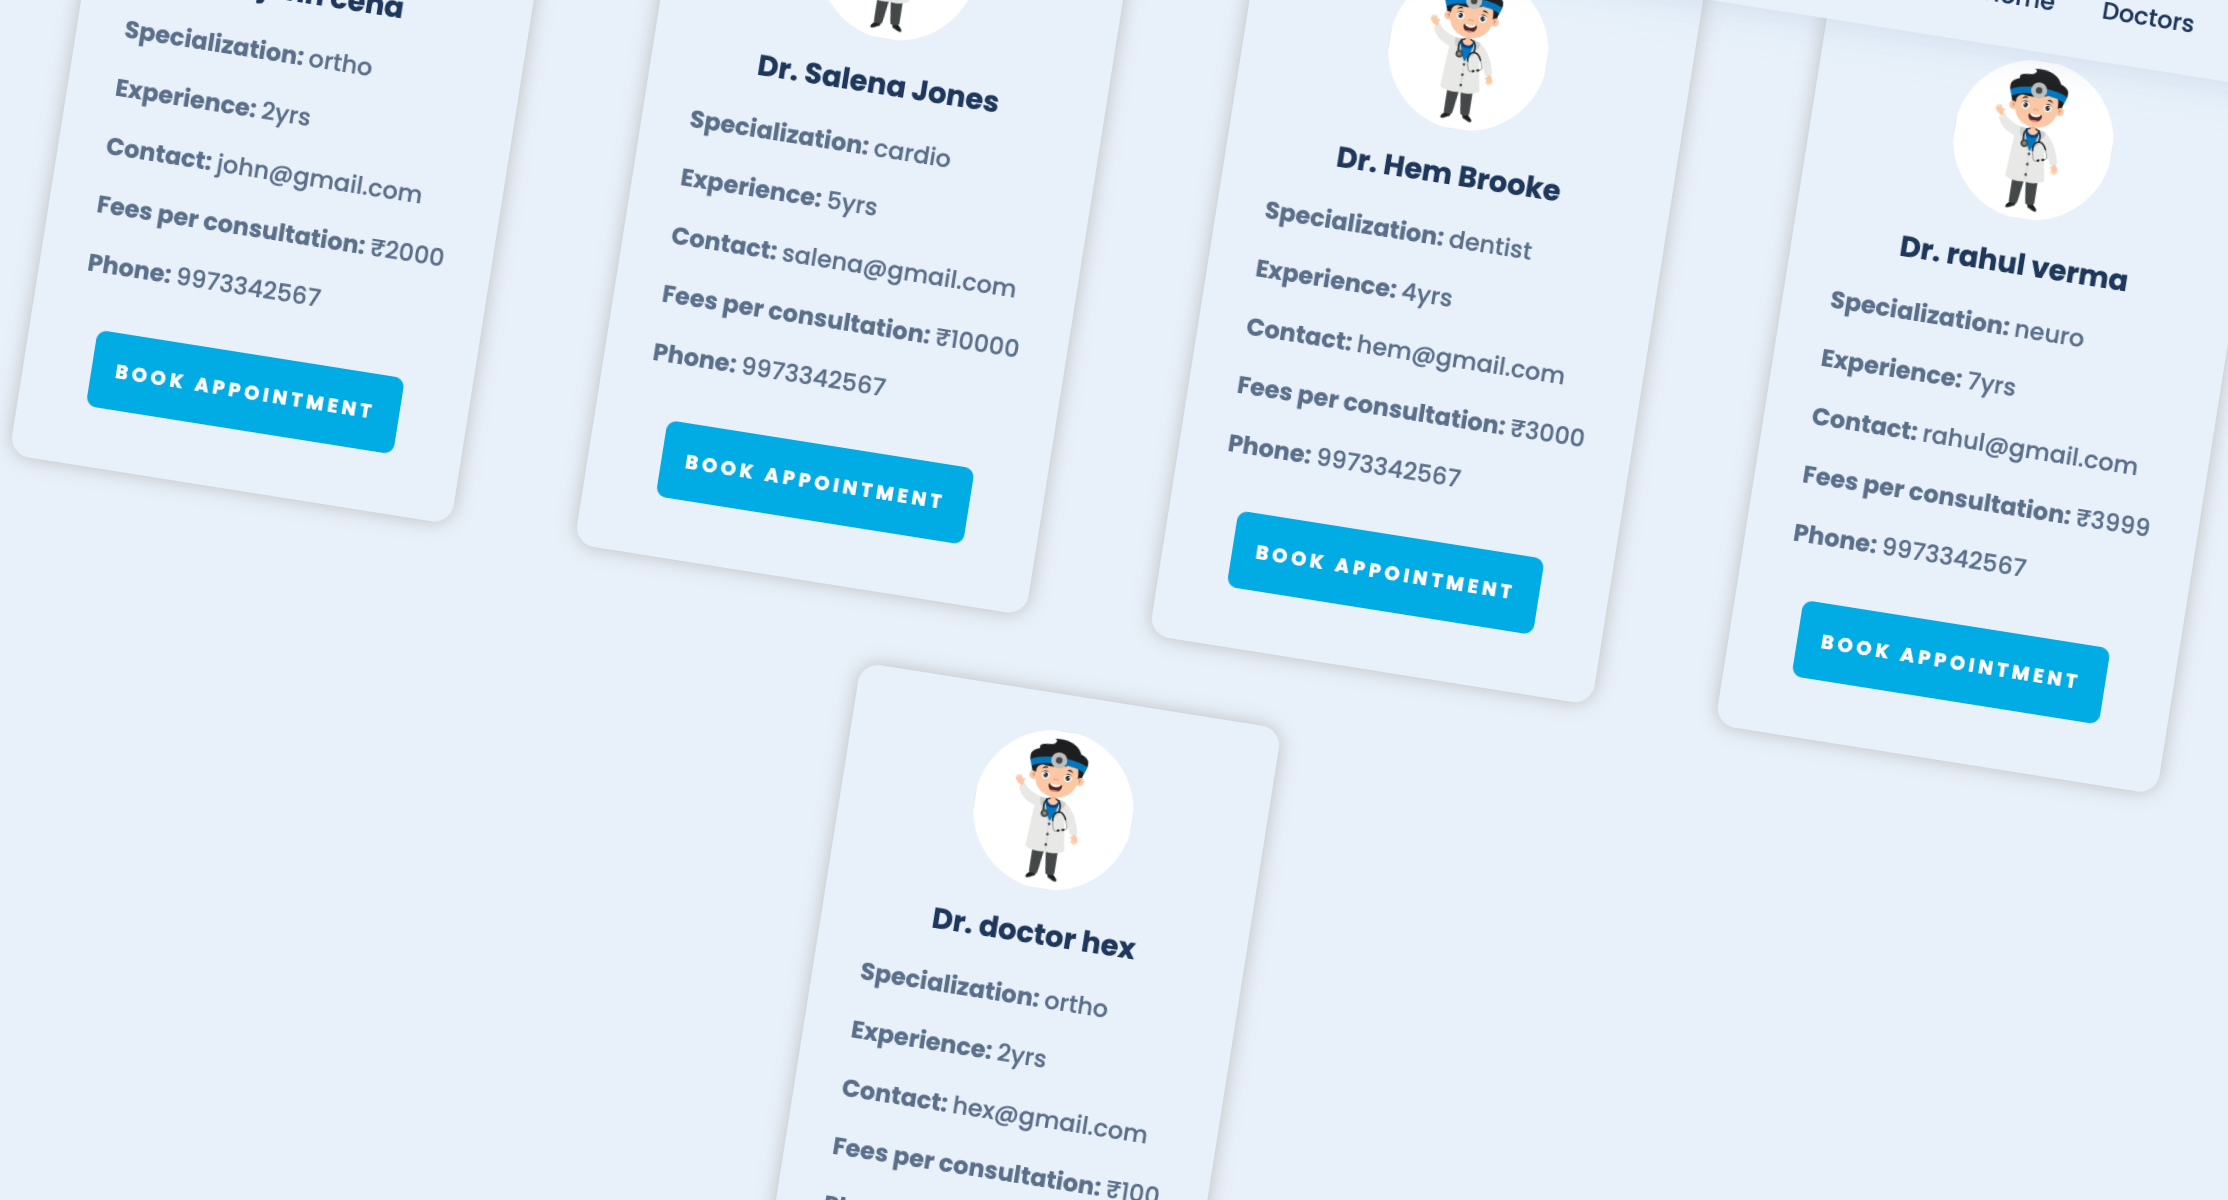 Doctors
cena
Specialization: ortho
Experience: 2yrs
Contact: john@gmail.com
Fees per consultation: ₹2000
Phone: 9973342567
BOOK APPOINTMENT
Dr. Salena Jones
Specialization: cardio
Experience: 5yrs
Contact: salena@gmail.com
Fees per consultation: ₹10000
Phone: 9973342567
BOOK APPOINTMENT
Dr. Hem Brooke
Specialization: dentist
Experience: 4yrs
Contact: hem@gmail.com
Fees per consultation: ₹3000
Phone: 9973342567
BOOK APPOINTMENT
Dr. rahul verma
Specialization: neuro
Experience: 7yrs
Contact: rahul@gmail.com
Fees per consultation: ₹3999
Phone: 9973342567
BOOK APPOINTMENT
Dr. doctor hex
Specialization: ortho
Experience: 2yrs
Contact: hex@gmail.com
Fees per consultation: ₹100